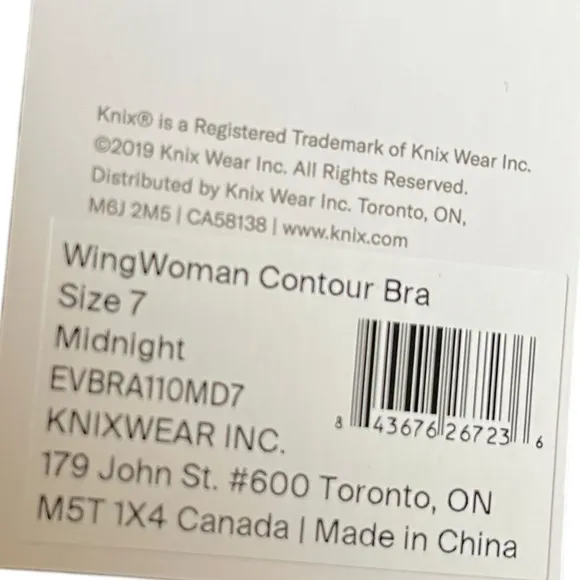 Knix® is a Registered Trademark of Knix Wear Inc.
©2019 Knix Wear Inc. All Rights Reserved.
Distributed by Knix Wear Inc. Toronto, ON,
M6J 2M5 | CA58138 | www.knix.com
WingWoman Contour Bra
Size 7
Midnight
EVBRA110MD7
KNIXWEAR INC.
179 John St. #600 Toronto, ON
M5T 1X4 Canada | Made in China
8 43676 26723 6